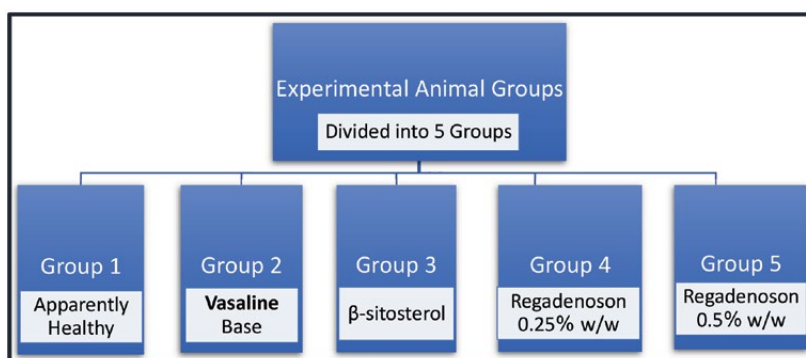 Experimental Animal Groups
Divided into 5 Groups
Group 1
Apparently
Healthy
Group 2
Vasaline
Base
Group 3
β-sitosterol
Group 4
Regadenoson
0.25% w/w
Group 5
Regadenoson
0.5% w/w